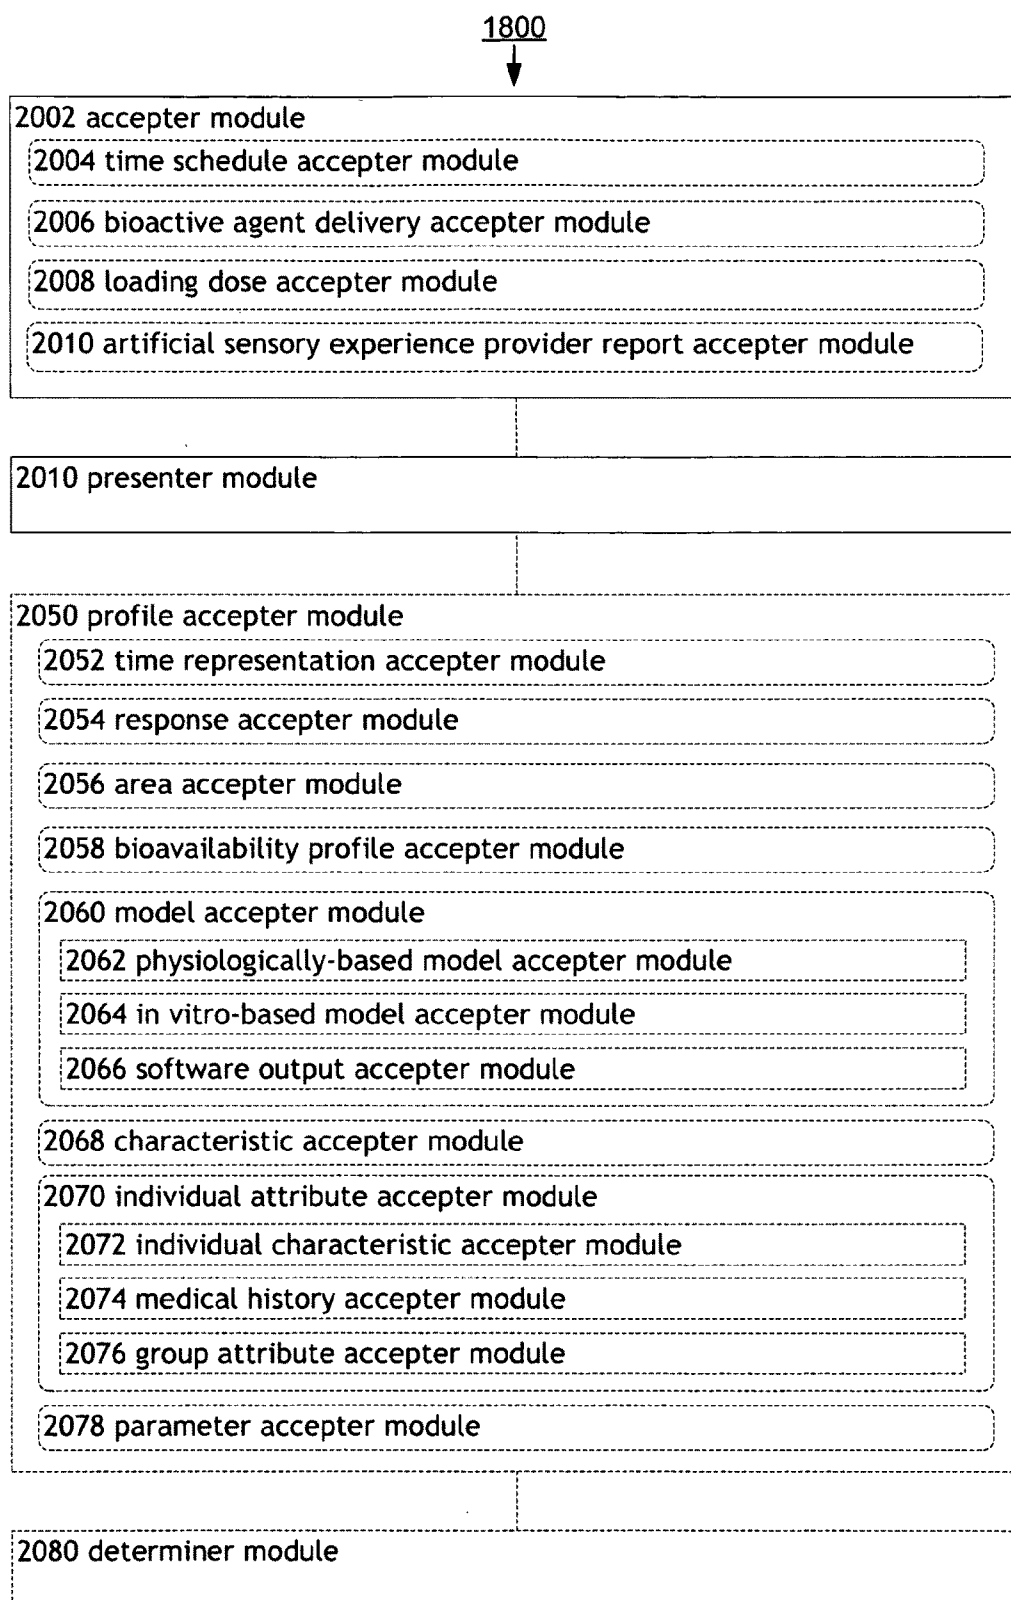 1800
2002 accepter module
2004 time schedule accepter module
2006 bioactive agent delivery accepter module
2008 loading dose accepter module
2010 artificial sensory experience provider report accepter module
2010 presenter module
2050 profile accepter module
2052 time representation accepter module
2054 response accepter module
2056 area accepter module
2058 bioavailability profile accepter module
2060 model accepter module
2062 physiologically-based model accepter module
2064 in vitro-based model accepter module
2066 software output accepter module
2068 characteristic accepter module
2070 individual attribute accepter module
2072 individual characteristic accepter module
2074 medical history accepter module
2076 group attribute accepter module
2078 parameter accepter module
2080 determiner module